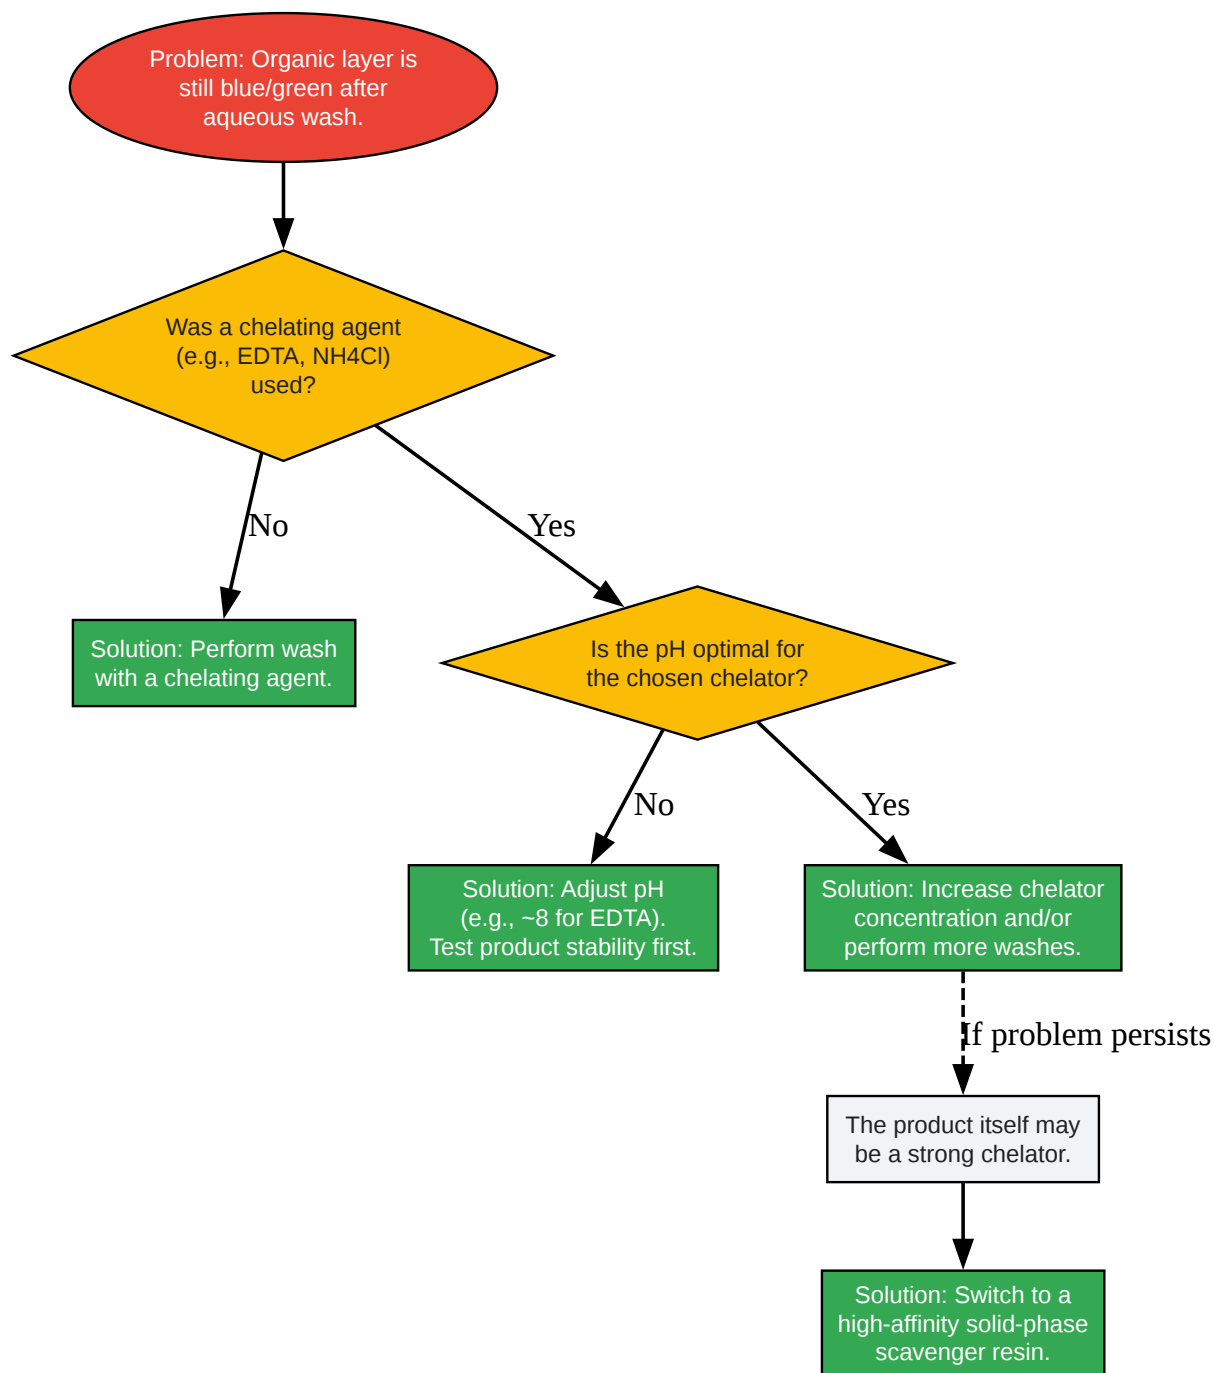 Problem: Organic layer is
still blue/green after
aqueous wash.
Was a chelating agent
(e.g., EDTA, NH4Cl)
used?
No
Yes
Solution: Perform wash
with a chelating agent.
Is the pH optimal for
the chosen chelator?
No
Yes
Solution: Adjust pH
(e.g., ~8 for EDTA).
Test product stability first.
Solution: Increase chelator
concentration and/or
perform more washes.
If problem persists
The product itself may
be a strong chelator.
Solution: Switch to a
high-affinity solid-phase
scavenger resin.